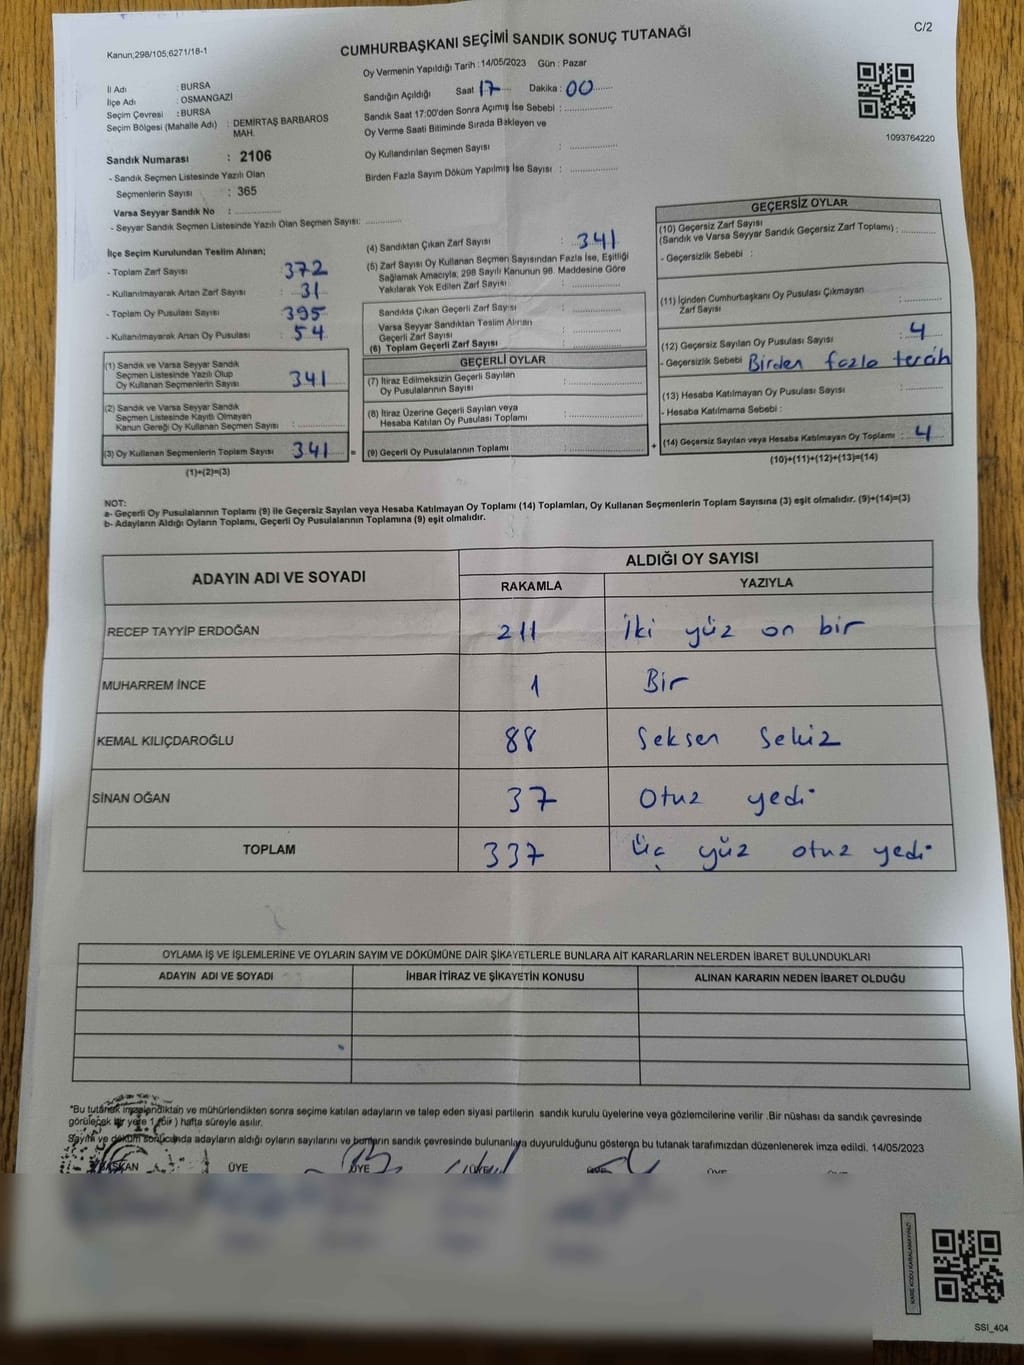 Kanun;298/105;6271/18-1
CUMHURBAŞKANI SEÇİMİ SANDIK SONUÇ TUTANAĞI
C/2
İl Adı : BURSA
İlçe Adı : OSMANGAZİ
Seçim Çevresi : BURSA
Seçim Bölgesi (Mahalle Adı) : DEMİRTAŞ BARBAROS MAH.
Sandık Numarası : 2106
- Sandık Seçmen Listesinde Yazılı Olan
Seçmenlerin Sayısı : 365
Varsa Seyyar Sandık No : ..............
- Seyyar Sandık Seçmen Listesinde Yazılı Olan Seçmen Sayısı: ............
Oy Vermenin Yapıldığı Tarih : 14/05/2023 Gün : Pazar
Sandığın Açıldığı Saat 17 Dakika : 00
Sandık Saat 17:00'den Sonra Açımış İse Sebebi : ..............
Oy Verme Saati Bitiminde Sırada Bekleyen ve
Oy Kullandırılan Seçmen Sayısı : ..............
Birden Fazla Sayım Döküm Yapılmış İse Sayısı : ..............
1093764220
İlçe Seçim Kurulundan Teslim Alınan;
- Toplam Zarf Sayısı : 372
- Kullanılmayarak Artan Zarf Sayısı : 31
- Toplam Oy Pusulası Sayısı : 395
- Kullanılmayarak Artan Oy Pusulası : 54
(1) Sandık ve Varsa Seyyar Sandık
Seçmen Listesinde Yazılı Olup
Oy Kullanan Seçmenlerin Sayısı : 341
(2) Sandık ve Varsa Seyyar Sandık
Seçmen Listesinde Kayıtlı Olmayan
Kanun Gereği Oy Kullanan Seçmen Sayısı : ..............
(3) Oy Kullanan Seçmenlerin Toplam Sayısı : 341
(1)+(2)=(3)
(4) Sandıktan Çıkan Zarf Sayısı : 341
(5) Zarf Sayısı Oy Kullanan Seçmen Sayısından Fazla İse, Eşitliği
Sağlamak Amacıyla; 298 Sayılı Kanunun 98. Maddesine Göre
Yakılarak Yok Edilen Zarf Sayısı : ..............
Sandıkta Çıkan Geçerli Zarf Sayısı : ..............
Varsa Seyyar Sandıktan Teslim Alınan
Geçerli Zarf Sayısı : ..............
(6) Toplam Geçerli Zarf Sayısı : ..............
GEÇERLİ OYLAR
(7) İtiraz Edilmeksizin Geçerli Sayılan
Oy Pusulalarının Sayısı : ..............
(8) İtiraz Üzerine Geçerli Sayılan veya
Hesaba Katılan Oy Pusulası Toplamı : ..............
= (9) Geçerli Oy Pusulalarının Toplamı : .............. +
GEÇERSİZ OYLAR
(10) Geçersiz Zarf Sayısı
(Sandık ve Varsa Seyyar Sandık Geçersiz Zarf Toplamı) : ..........
- Geçersizlik Sebebi :
(11) İçinden Cumhurbaşkanı Oy Pusulası Çıkmayan
Zarf Sayısı : ..............
(12) Geçersiz Sayılan Oy Pusulası Sayısı : 4
- Geçersizlik Sebebi Birden fazla tercih
(13) Hesaba Katılmayan Oy Pusulası Sayısı : ..............
- Hesaba Katılmama Sebebi :
(14) Geçersiz Sayılan veya Hesaba Katılmayan Oy Toplamı : 4
(10)+(11)+(12)+(13)=(14)
NOT:
a- Geçerli Oy Pusulalarının Toplamı (9) ile Geçersiz Sayılan veya Hesaba Katılmayan Oy Toplamı (14) Toplamları, Oy Kullanan Seçmenlerin Toplam Sayısına (3) eşit olmalıdır. (9)+(14)=(3)
b- Adayların Aldığı Oyların Toplamı, Geçerli Oy Pusulalarının Toplamına (9) eşit olmalıdır.
ADAYIN ADI VE SOYADI
ALDIĞI OY SAYISI
RAKAMLA YAZIYLA
RECEP TAYYİP ERDOĞAN 211 İki yüz on bir
MUHARREM İNCE 1 Bir
KEMAL KILIÇDAROĞLU 88 Seksen Sekiz
SİNAN OĞAN 37 Otuz yedi
TOPLAM 337 Üç yüz otuz yedi
OYLAMA İŞ VE İŞLEMLERİNE VE OYLARIN SAYIM VE DÖKÜMÜNE DAİR ŞİKAYETLERLE BUNLARA AİT KARARLARIN NELERDEN İBARET BULUNDUKLARI
ADAYIN ADI VE SOYADI İHBAR İTİRAZ VE ŞİKAYETİN KONUSU ALINAN KARARIN NEDEN İBARET OLDUĞU
*Bu tutanak imzalandıktan ve mühürlendikten sonra seçime katılan adayların ve talep eden siyasi partilerin sandık kurulu üyelerine veya gözlemcilerine verilir .Bir nüshası da sandık çevresinde
görülecek bir yere 1 (bir ) hafta süreyle asılır.
Sayım ve döküm sonucunda adayların aldığı oyların sayılarını ve bunların sandık çevresinde bulunanlara duyurulduğunu gösteren bu tutanak tarafımızdan düzenlenerek imza edildi. 14/05/2023
BAŞKAN ÜYE ÜYE ÜYE
KARE KODU KARALAMAYINIZ!
SSİ_404